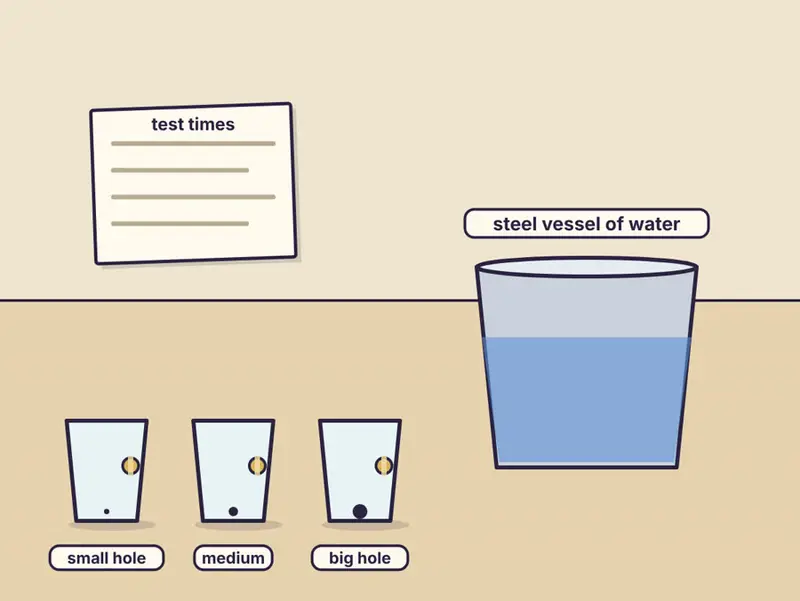 test times
steel vessel of water
small hole
medium
big hole